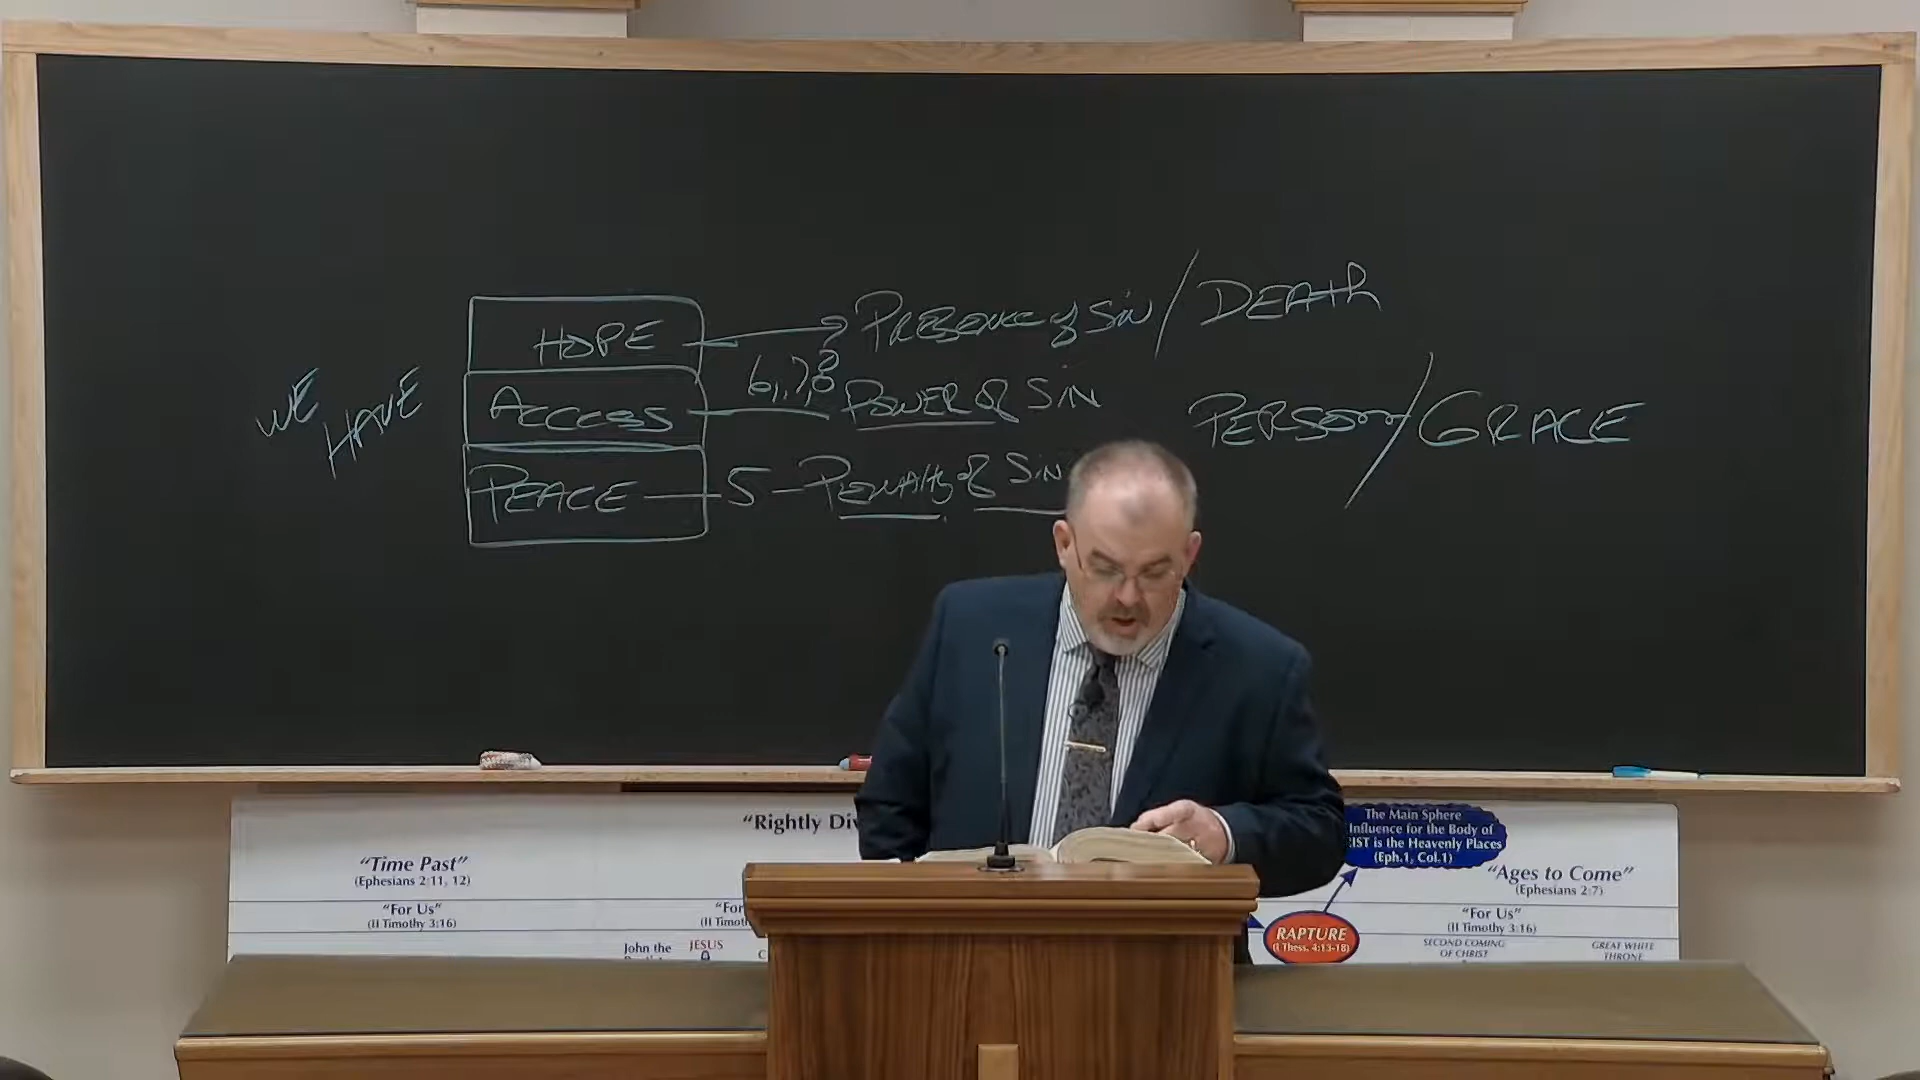 HOPE → PRESENCE of SiN / DEATH
WE HAVE
ACCESS — 6,7,8 POWER of SiN
PERSON / GRACE
PEACE — 5 — PENALTY of SiN
"Rightly Div
"Time Past"
(Ephesians 2:11, 12)
"For Us"
(II Timothy 3:16)
"For
(II Timoth
John the
JESUS
C
The Main Sphere
Influence for the Body of
IST is the Heavenly Places
(Eph.1, Col.1)
"Ages to Come"
(Ephesians 2:7)
"For Us"
(II Timothy 3:16)
RAPTURE
(I Thess. 4:13-18)
SECOND COMING
OF CHRIST
GREAT WHITE
THRONE